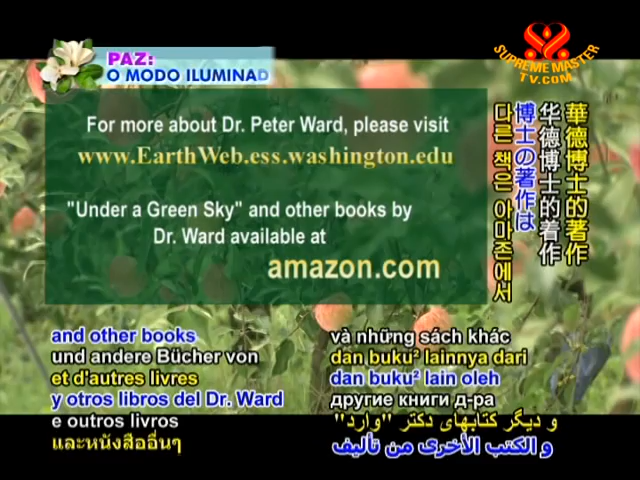 PAZ:
O MODO ILUMINAD
SUPREME MASTER
TV.COM
For more about Dr. Peter Ward, please visit
www.EarthWeb.ess.washington.edu
"Under a Green Sky" and other books by
Dr. Ward available at
amazon.com
華德博士的著作
华德博士的着作
博士の著作は
다른 책은 아마존에서
and other books
und andere Bücher von
et d'autres livres
y otros libros del Dr. Ward
e outros livros
และหนังสืออื่นๆ
và những sách khác
dan buku² lainnya dari
dan buku² lain oleh
другие книги д-ра
و دیگر کتابهای دکتر "وارد"
و الكتب الأخرى من تأليف